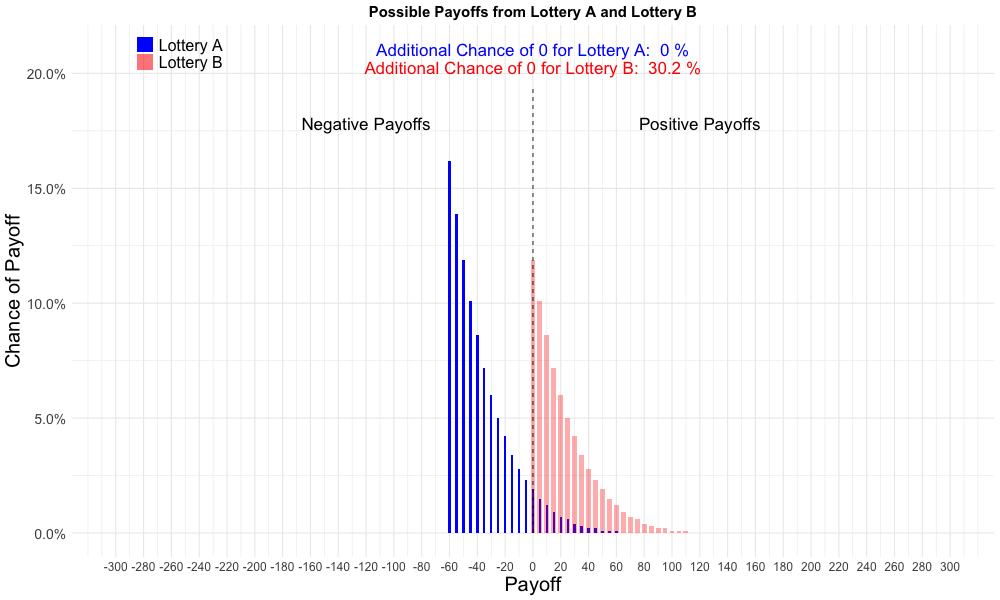 Possible Payoffs from Lottery A and Lottery B
Lottery A
Lottery B
Additional Chance of 0 for Lottery A:  0 %
Additional Chance of 0 for Lottery B:  30.2 %
Negative Payoffs
Positive Payoffs
Chance of Payoff
20.0%
15.0%
10.0%
5.0%
0.0%
-300 -280 -260 -240 -220 -200 -180 -160 -140 -120 -100 -80 -60 -40 -20 0 20 40 60 80 100 120 140 160 180 200 220 240 260 280 300
Payoff